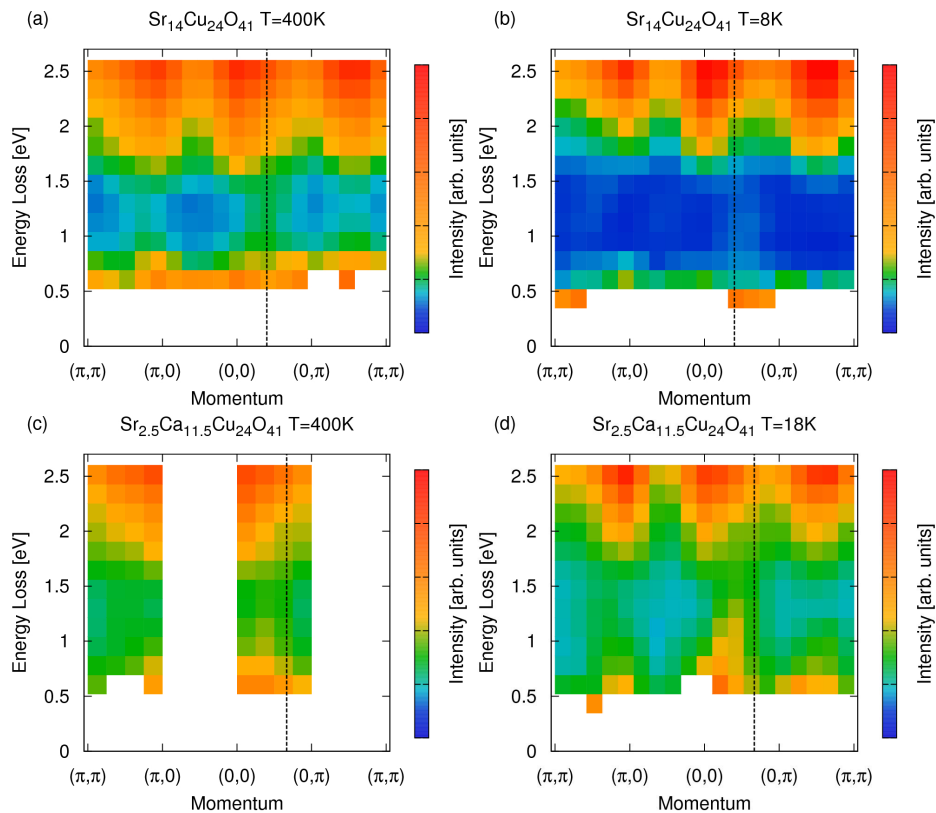 (a)
Sr14Cu24O41 T=400K
2.5
2
1.5
1
0.5
0
Energy Loss [eV]
(π,π)
(π,0)
(0,0)
(0,π)
(π,π)
Momentum
Intensity [arb. units]
(b)
Sr14Cu24O41 T=8K
2.5
2
1.5
1
0.5
0
Energy Loss [eV]
(π,π)
(π,0)
(0,0)
(0,π)
(π,π)
Momentum
Intensity [arb. units]
(c)
Sr2.5Ca11.5Cu24O41 T=400K
2.5
2
1.5
1
0.5
0
Energy Loss [eV]
(π,π)
(π,0)
(0,0)
(0,π)
(π,π)
Momentum
Intensity [arb. units]
(d)
Sr2.5Ca11.5Cu24O41 T=18K
2.5
2
1.5
1
0.5
0
Energy Loss [eV]
(π,π)
(π,0)
(0,0)
(0,π)
(π,π)
Momentum
Intensity [arb. units]